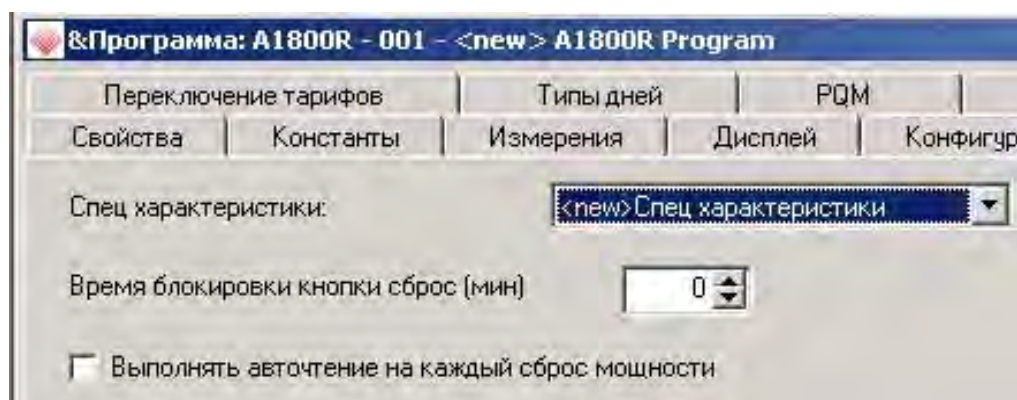 &Программа: A1800R - 001 - <new> A1800R Program
Переключение тарифов Типы дней PQM
Свойства Константы Измерения Дисплей Конфигур
Спец характеристики: <new>Спец характеристики
Время блокировки кнопки сброс (мин) 0
Выполнять авточтение на каждый сброс мощности